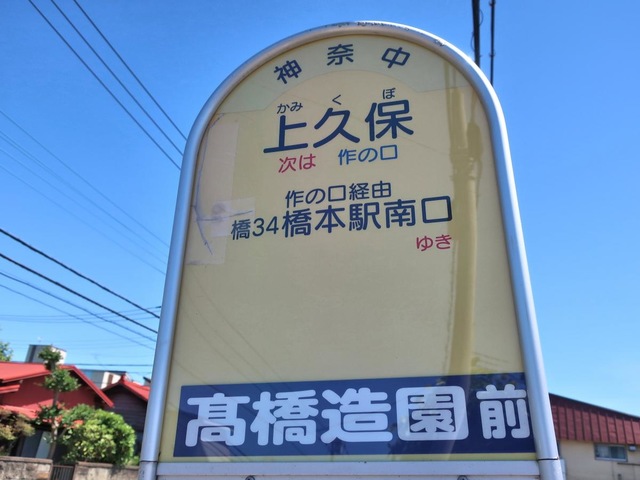 神奈中
かみくぼ
上久保
次は 作の口
作の口経由
橋34橋本駅南口
ゆき
髙橋造園前